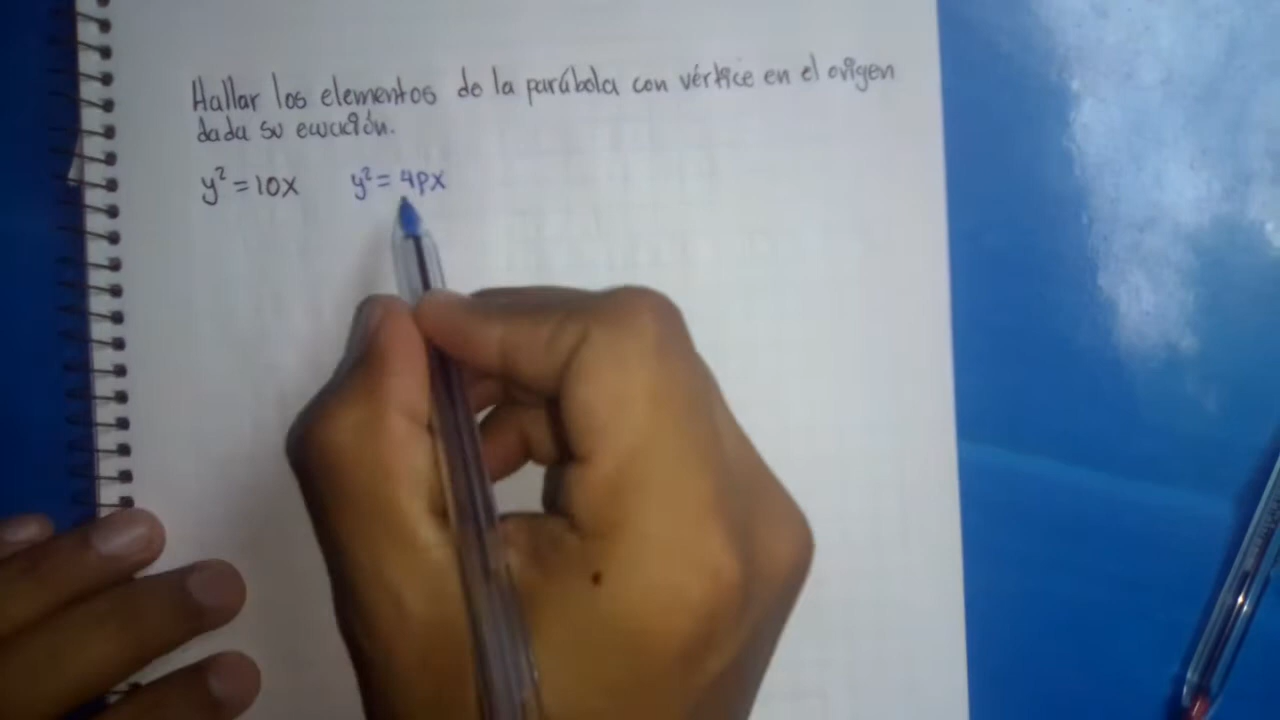 Hallar los elementos de la parábola con vértice en el origen
dada su ecuación.
y² = 10x y² = 4px